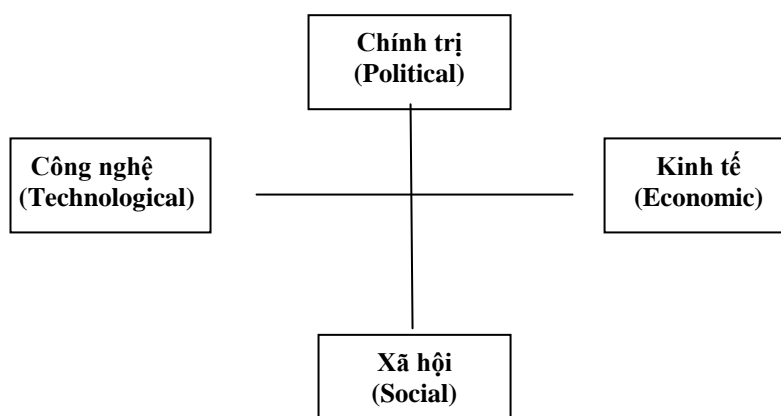 Chính trị
(Political)
Công nghệ
(Technological)
Kinh tế
(Economic)
Xã hội
(Social)